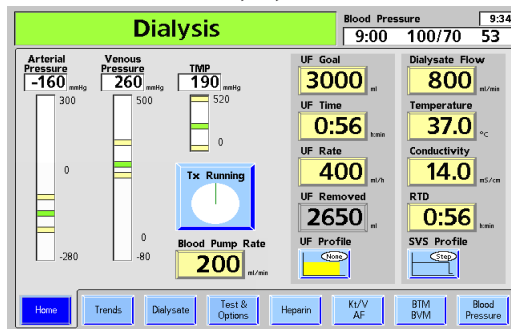 Dialysis
Blood Pressure 9:34
9:00 100/70 53
Arterial Pressure
-160 mmHg
300
0
-280
Venous Pressure
260 mmHg
500
0
-80
TMP
190 mmHg
520
0
Tx Running
Blood Pump Rate
200 ml/min
UF Goal
3000 ml
UF Time
0:56 h:min
UF Rate
400 ml/h
UF Removed
2650 ml
UF Profile
None
Dialysate Flow
800 ml/min
Temperature
37.0 °C
Conductivity
14.0 mS/cm
RTD
0:56 h:min
SVS Profile
Step
Home
Trends
Dialysate
Test & Options
Heparin
Kt/V AF
BTM BVM
Blood Pressure